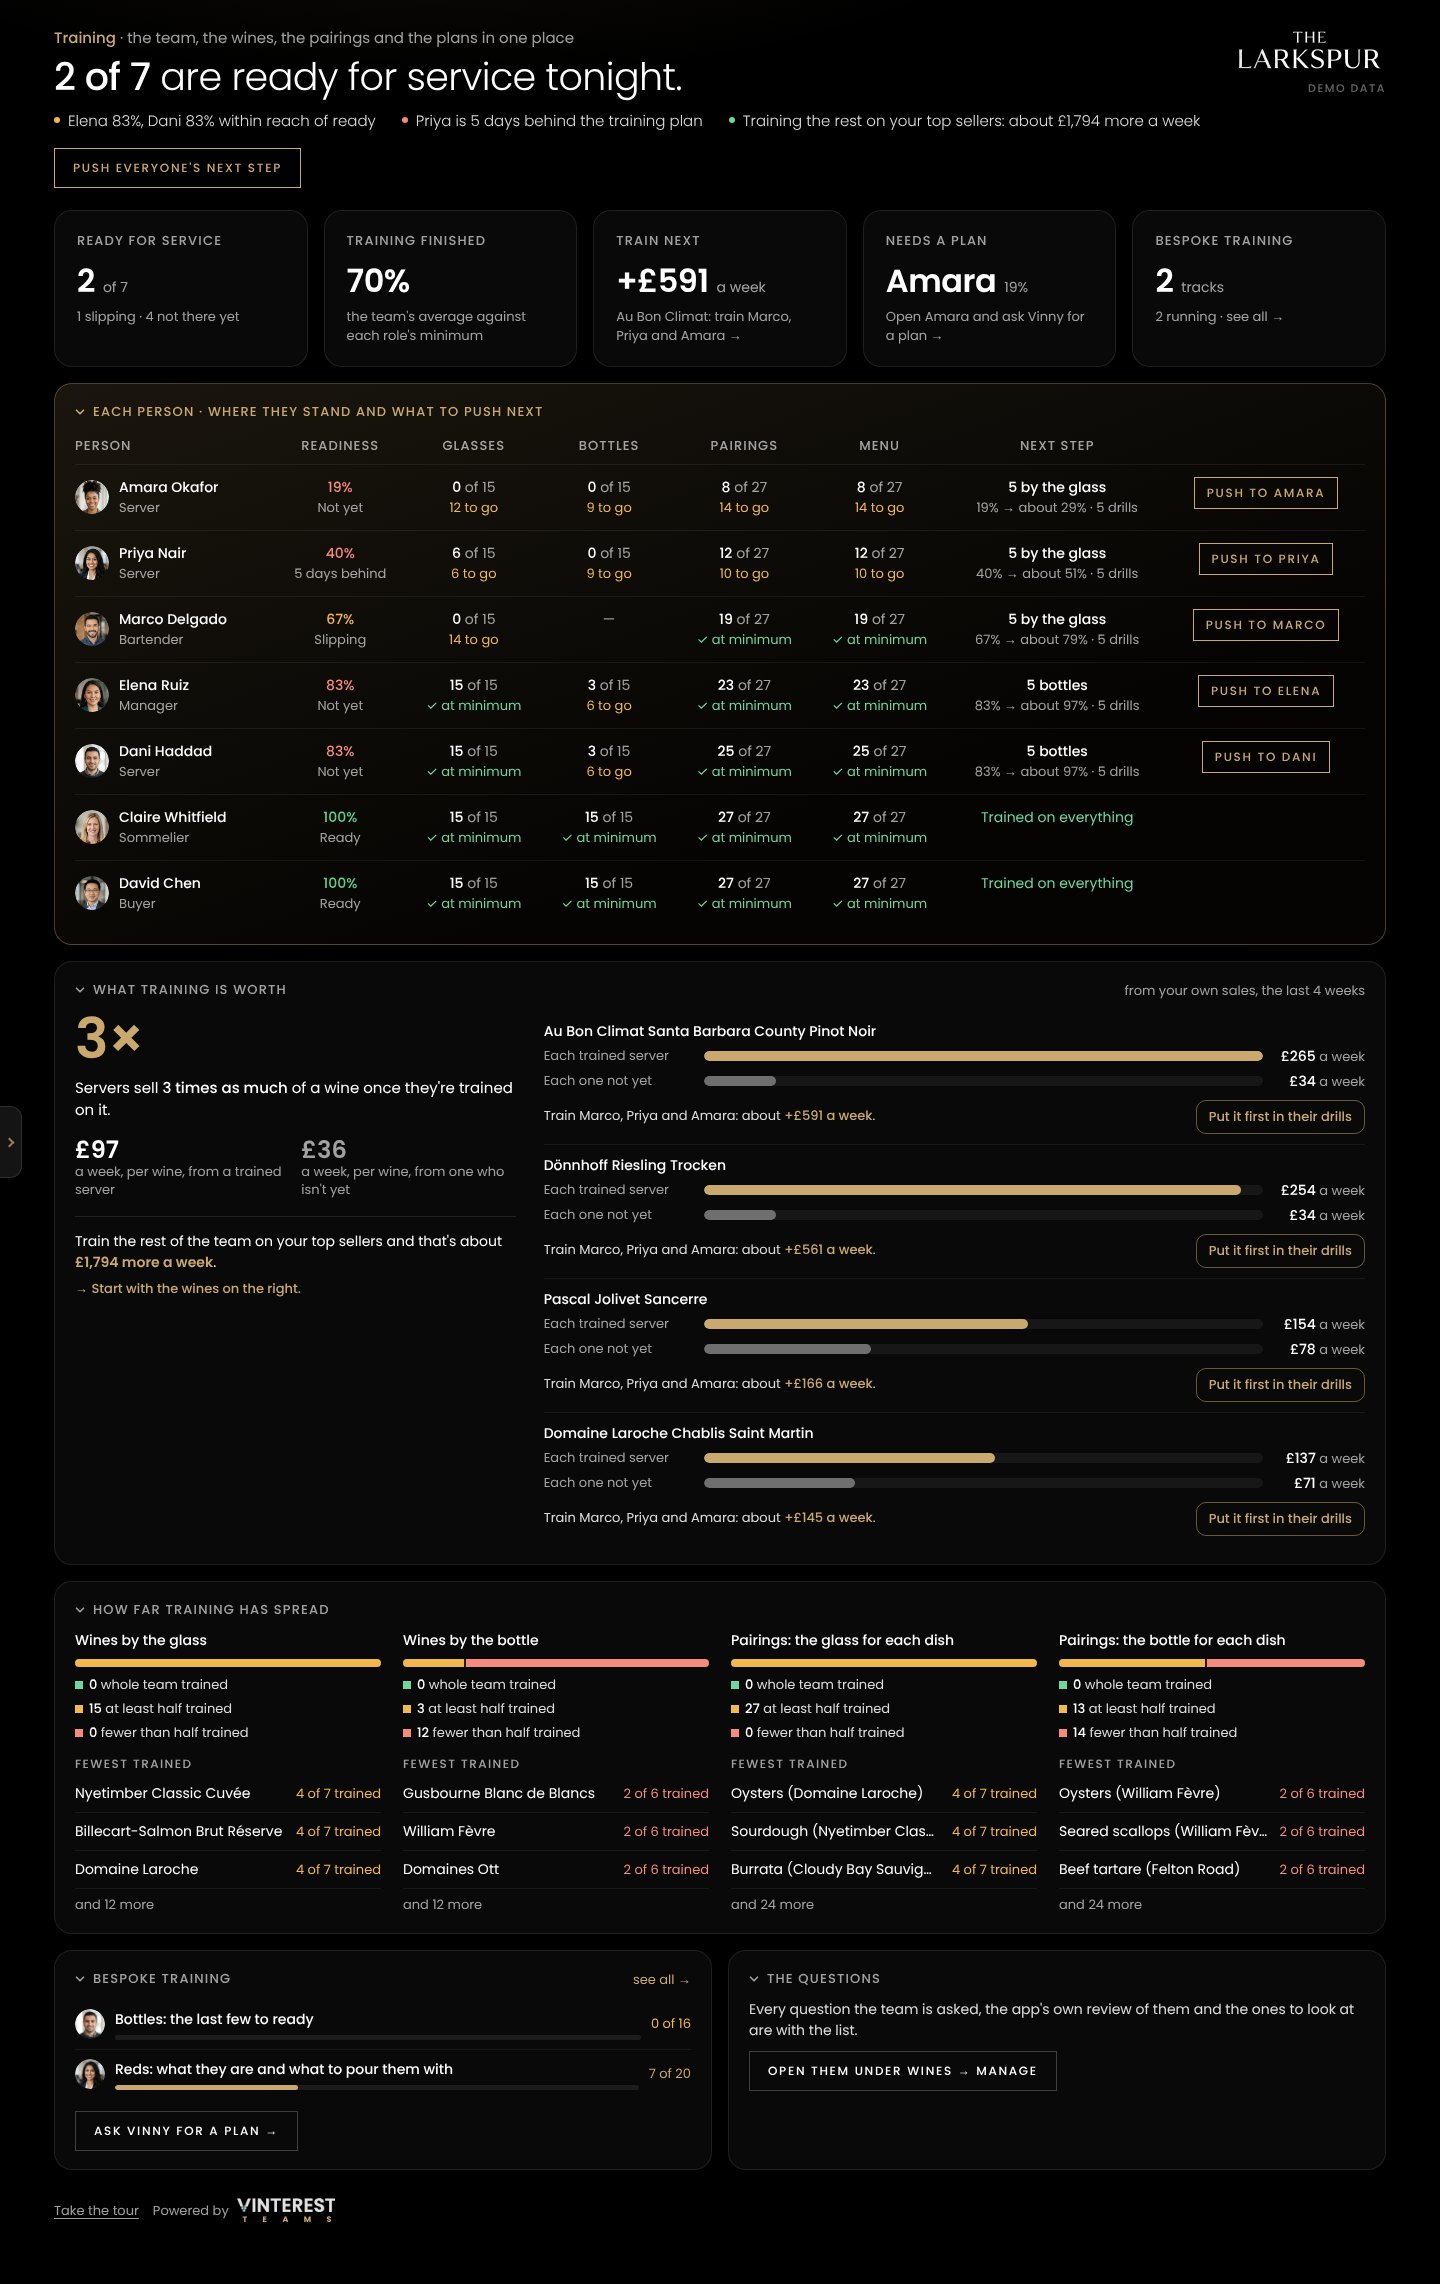 Training · the team, the wines, the pairings and the plans in one place
THE
LARKSPUR
DEMO DATA
2 of 7 are ready for service tonight.
Elena 83%, Dani 83% within reach of ready
Priya is 5 days behind the training plan
Training the rest on your top sellers: about £1,794 more a week
PUSH EVERYONE'S NEXT STEP
READY FOR SERVICE
2 of 7
1 slipping · 4 not there yet
TRAINING FINISHED
70%
the team's average against
each role's minimum
TRAIN NEXT
+£591 a week
Au Bon Climat: train Marco,
Priya and Amara →
NEEDS A PLAN
Amara 19%
Open Amara and ask Vinny for
a plan →
BESPOKE TRAINING
2 tracks
2 running · see all →
EACH PERSON · WHERE THEY STAND AND WHAT TO PUSH NEXT
PERSON READINESS GLASSES BOTTLES PAIRINGS MENU NEXT STEP
Amara Okafor 19% 0 of 15 0 of 15 8 of 27 8 of 27 5 by the glass PUSH TO AMARA
Server Not yet 12 to go 9 to go 14 to go 14 to go 19% → about 29% · 5 drills
Priya Nair 40% 6 of 15 0 of 15 12 of 27 12 of 27 5 by the glass PUSH TO PRIYA
Server 5 days behind 6 to go 9 to go 10 to go 10 to go 40% → about 51% · 5 drills
Marco Delgado 67% 0 of 15 — 19 of 27 19 of 27 5 by the glass PUSH TO MARCO
Bartender Slipping 14 to go ✓ at minimum ✓ at minimum 67% → about 79% · 5 drills
Elena Ruiz 83% 15 of 15 3 of 15 23 of 27 23 of 27 5 bottles PUSH TO ELENA
Manager Not yet ✓ at minimum 6 to go ✓ at minimum ✓ at minimum 83% → about 97% · 5 drills
Dani Haddad 83% 15 of 15 3 of 15 25 of 27 25 of 27 5 bottles PUSH TO DANI
Server Not yet ✓ at minimum 6 to go ✓ at minimum ✓ at minimum 83% → about 97% · 5 drills
Claire Whitfield 100% 15 of 15 15 of 15 27 of 27 27 of 27 Trained on everything
Sommelier Ready ✓ at minimum ✓ at minimum ✓ at minimum ✓ at minimum
David Chen 100% 15 of 15 15 of 15 27 of 27 27 of 27 Trained on everything
Buyer Ready ✓ at minimum ✓ at minimum ✓ at minimum ✓ at minimum
WHAT TRAINING IS WORTH
from your own sales, the last 4 weeks
3×
Servers sell 3 times as much of a wine once they're trained
on it.
£97
a week, per wine, from a trained
server
£36
a week, per wine, from one who
isn't yet
Train the rest of the team on your top sellers and that's about
£1,794 more a week.
→ Start with the wines on the right.
Au Bon Climat Santa Barbara County Pinot Noir
Each trained server £265 a week
Each one not yet £34 a week
Train Marco, Priya and Amara: about +£591 a week. Put it first in their drills
Dönnhoff Riesling Trocken
Each trained server £254 a week
Each one not yet £34 a week
Train Marco, Priya and Amara: about +£561 a week. Put it first in their drills
Pascal Jolivet Sancerre
Each trained server £154 a week
Each one not yet £78 a week
Train Marco, Priya and Amara: about +£166 a week. Put it first in their drills
Domaine Laroche Chablis Saint Martin
Each trained server £137 a week
Each one not yet £71 a week
Train Marco, Priya and Amara: about +£145 a week. Put it first in their drills
HOW FAR TRAINING HAS SPREAD
Wines by the glass
0 whole team trained
15 at least half trained
0 fewer than half trained
FEWEST TRAINED
Nyetimber Classic Cuvée 4 of 7 trained
Billecart-Salmon Brut Réserve 4 of 7 trained
Domaine Laroche 4 of 7 trained
and 12 more
Wines by the bottle
0 whole team trained
3 at least half trained
12 fewer than half trained
FEWEST TRAINED
Gusbourne Blanc de Blancs 2 of 6 trained
William Fèvre 2 of 6 trained
Domaines Ott 2 of 6 trained
and 12 more
Pairings: the glass for each dish
0 whole team trained
27 at least half trained
0 fewer than half trained
FEWEST TRAINED
Oysters (Domaine Laroche) 4 of 7 trained
Sourdough (Nyetimber Clas... 4 of 7 trained
Burrata (Cloudy Bay Sauvig... 4 of 7 trained
and 24 more
Pairings: the bottle for each dish
0 whole team trained
13 at least half trained
14 fewer than half trained
FEWEST TRAINED
Oysters (William Fèvre) 2 of 6 trained
Seared scallops (William Fèv... 2 of 6 trained
Beef tartare (Felton Road) 2 of 6 trained
and 24 more
BESPOKE TRAINING
see all →
Bottles: the last few to ready 0 of 16
Reds: what they are and what to pour them with 7 of 20
ASK VINNY FOR A PLAN →
THE QUESTIONS
Every question the team is asked, the app's own review of them and the ones to look at
are with the list.
OPEN THEM UNDER WINES → MANAGE
Take the tour Powered by VINTEREST
TEAMS